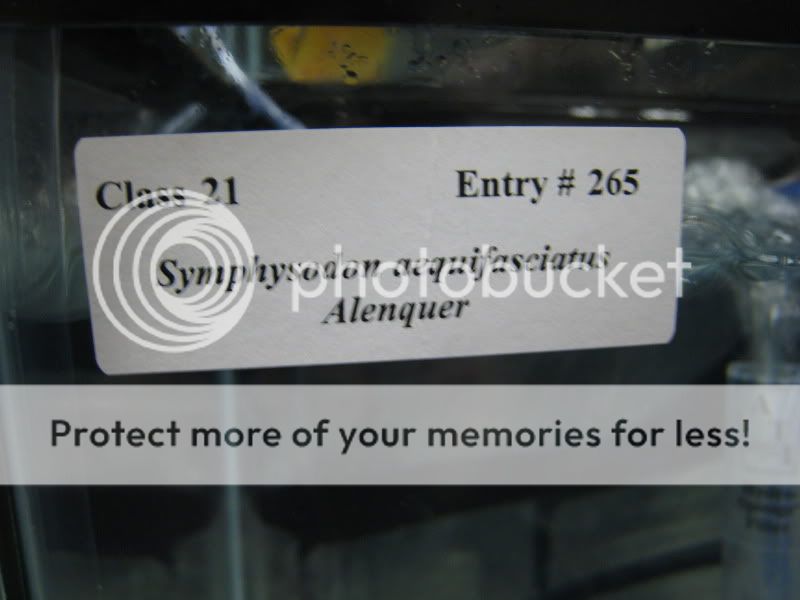 Class 21 Entry # 265
Symphysodon aequifasciatus
photobucket
Alenquer
Protect more of your memories for less!